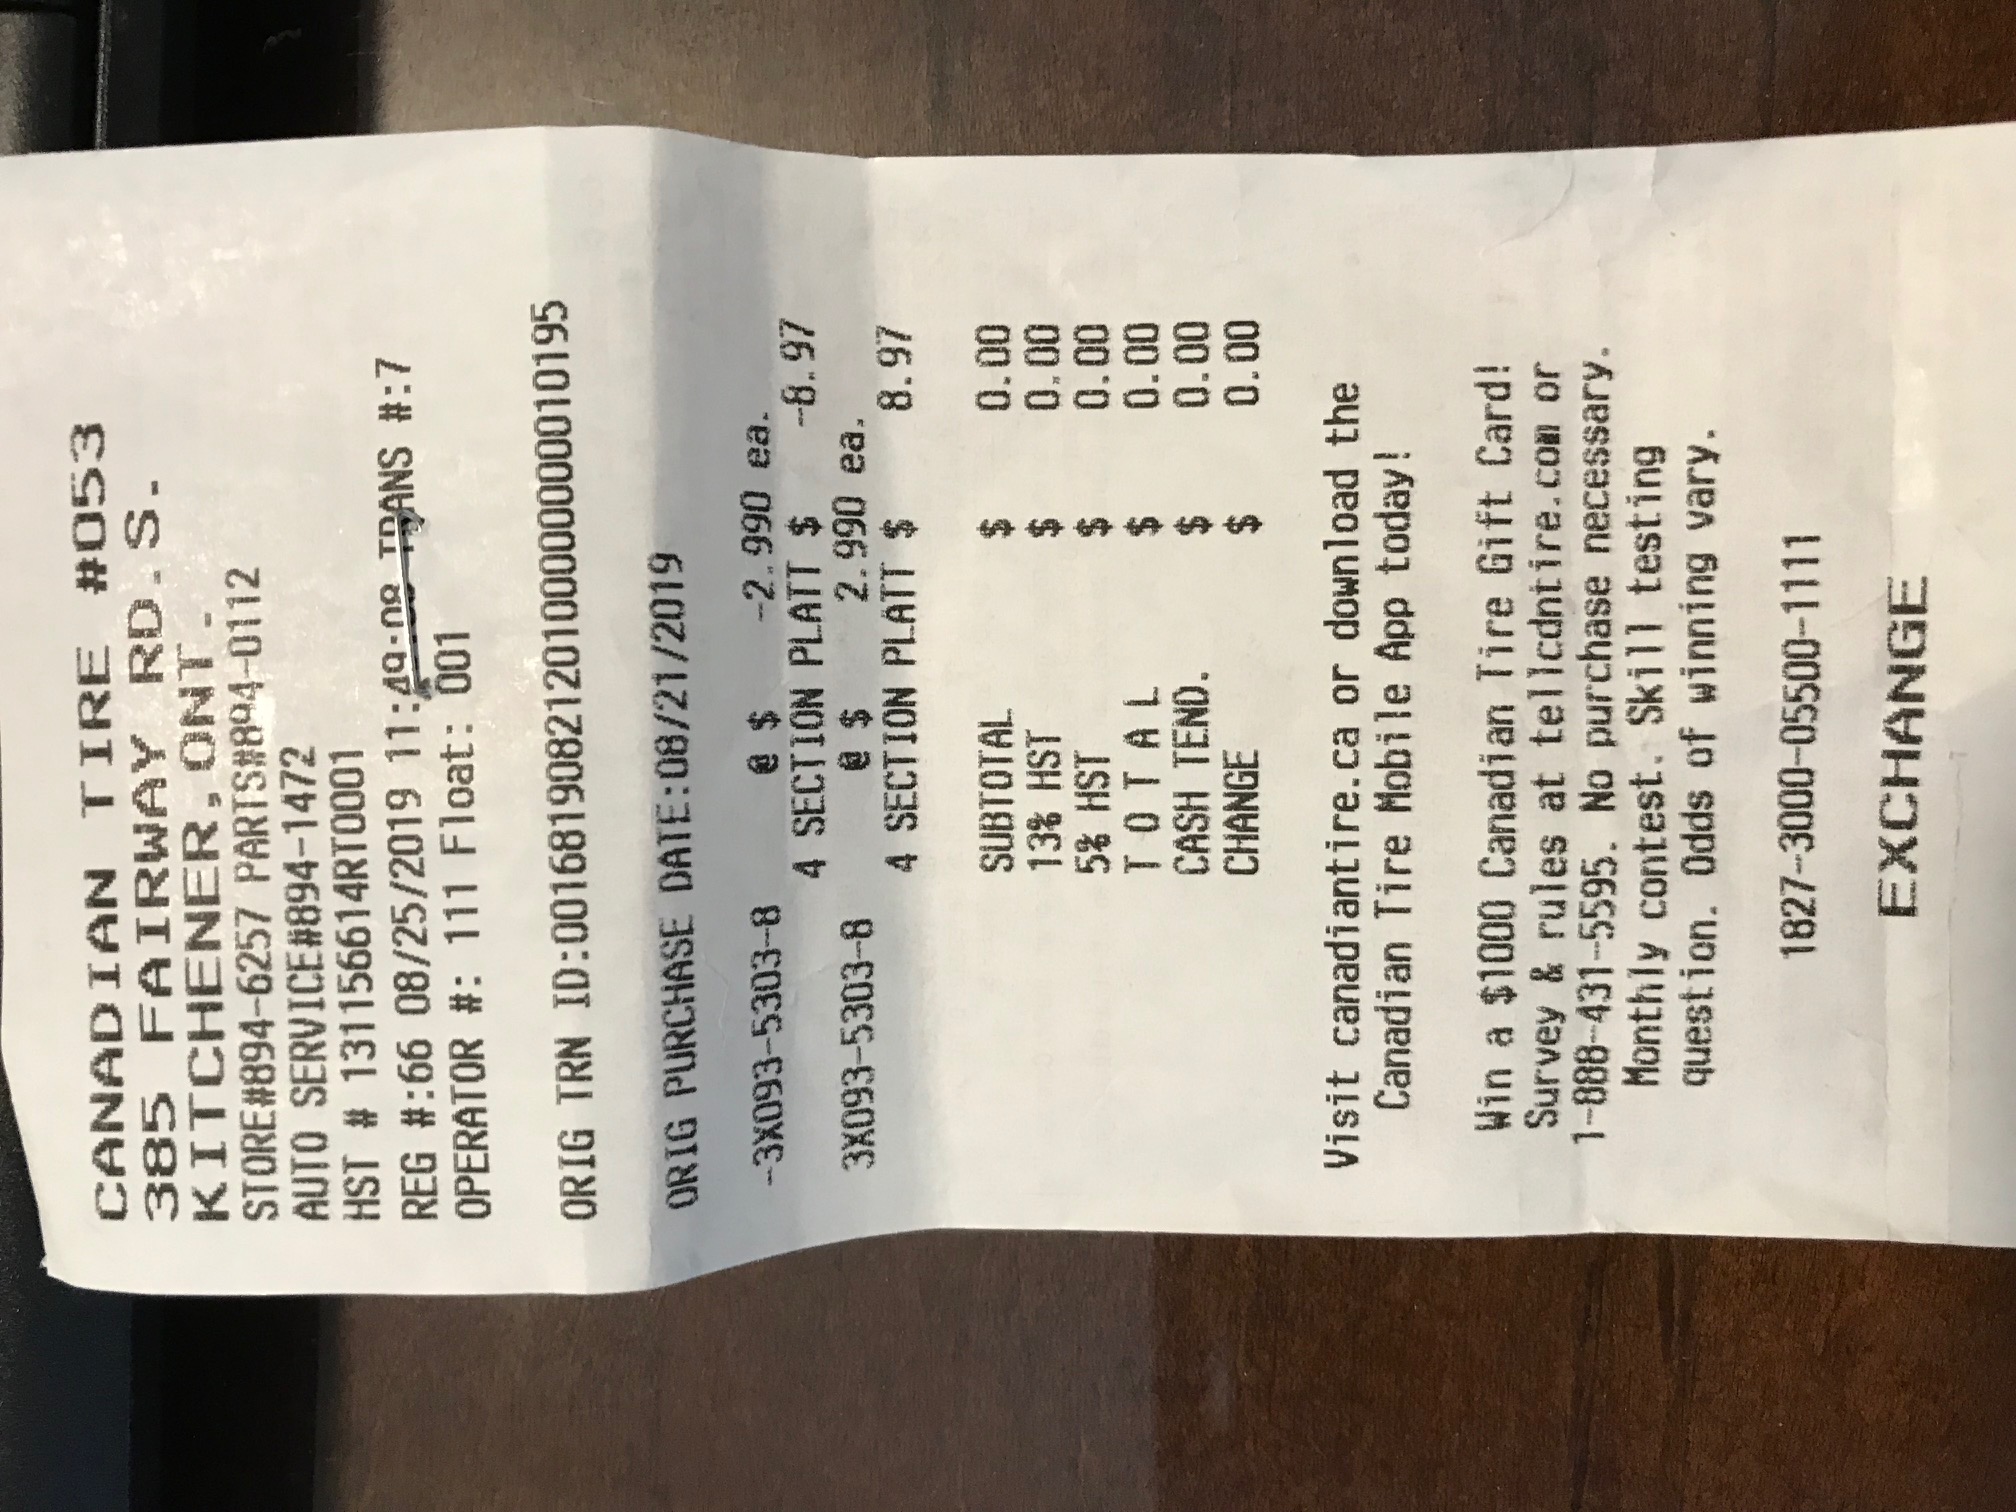 CANADIAN TIRE #053
385 FAIRWAY RD.S.
KITCHENER,ONT.
STORE#894-6257 PARTS#894-0112
AUTO SERVICE#894-1472
HST # 131156614RT0001
REG #:66 08/25/2019 11:49:08 TRANS #:7
OPERATOR #: 111 Float: 001
ORIG TRN ID:00168190821201000000000010195
ORIG PURCHASE DATE:08/21/2019
-3X093-5303-8 @ $ -2.990 ea.
4 SECTION PLATT $ -8.97
3X093-5303-8 @ $ 2.990 ea.
4 SECTION PLATT $ 8.97
SUBTOTAL $ 0.00
13% HST $ 0.00
5% HST $ 0.00
T O T A L $ 0.00
CASH TEND. $ 0.00
CHANGE $ 0.00
Visit canadiantire.ca or download the
Canadian Tire Mobile App today!
Win a $1000 Canadian Tire Gift Card!
Survey & rules at tellcdntire.com or
1-888-431-5595. No purchase necessary.
Monthly contest. Skill testing
question. Odds of winning vary.
1827-3000-05500-1111
EXCHANGE